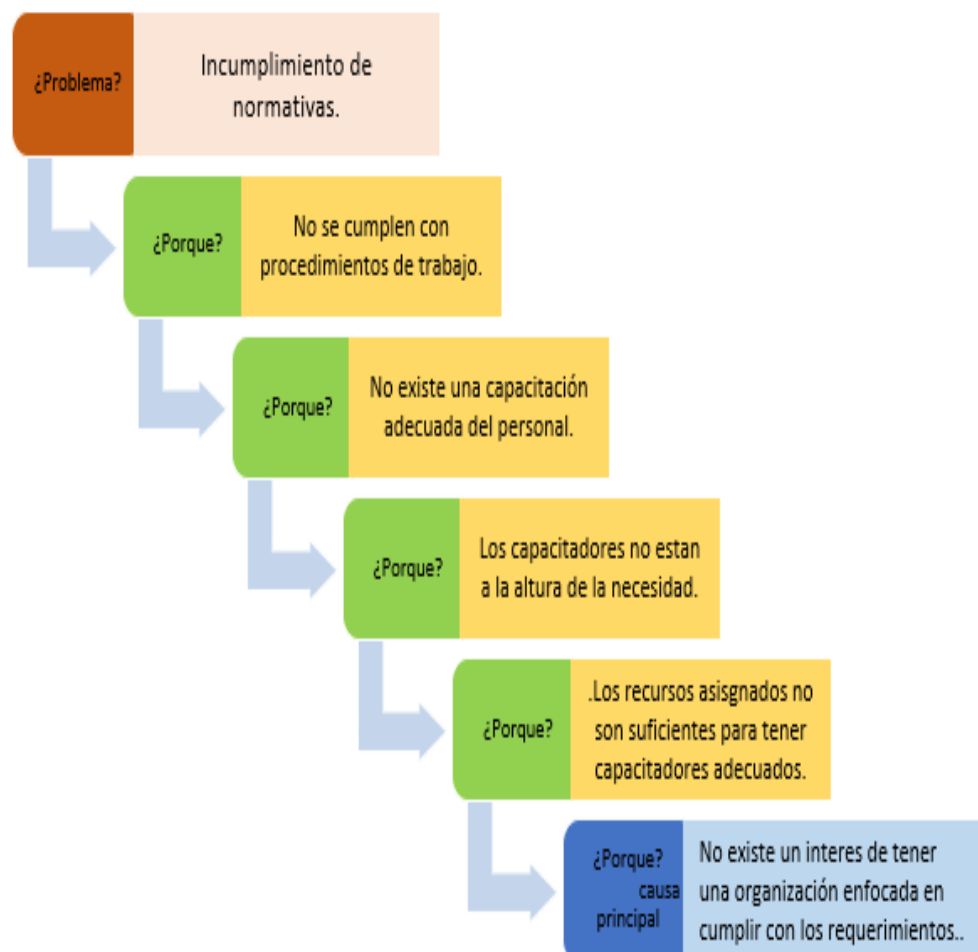 ¿Problema?
Incumplimiento de
normativas.
¿Porque?
No se cumplen con
procedimientos de trabajo.
¿Porque?
No existe una capacitación
adecuada del personal.
¿Porque?
Los capacitadores no estan
a la altura de la necesidad.
¿Porque?
.Los recursos asisgnados no
son suficientes para tener
capacitadores adecuados.
¿Porque?
causa
principal
No existe un interes de tener
una organización enfocada en
cumplir con los requerimientos..